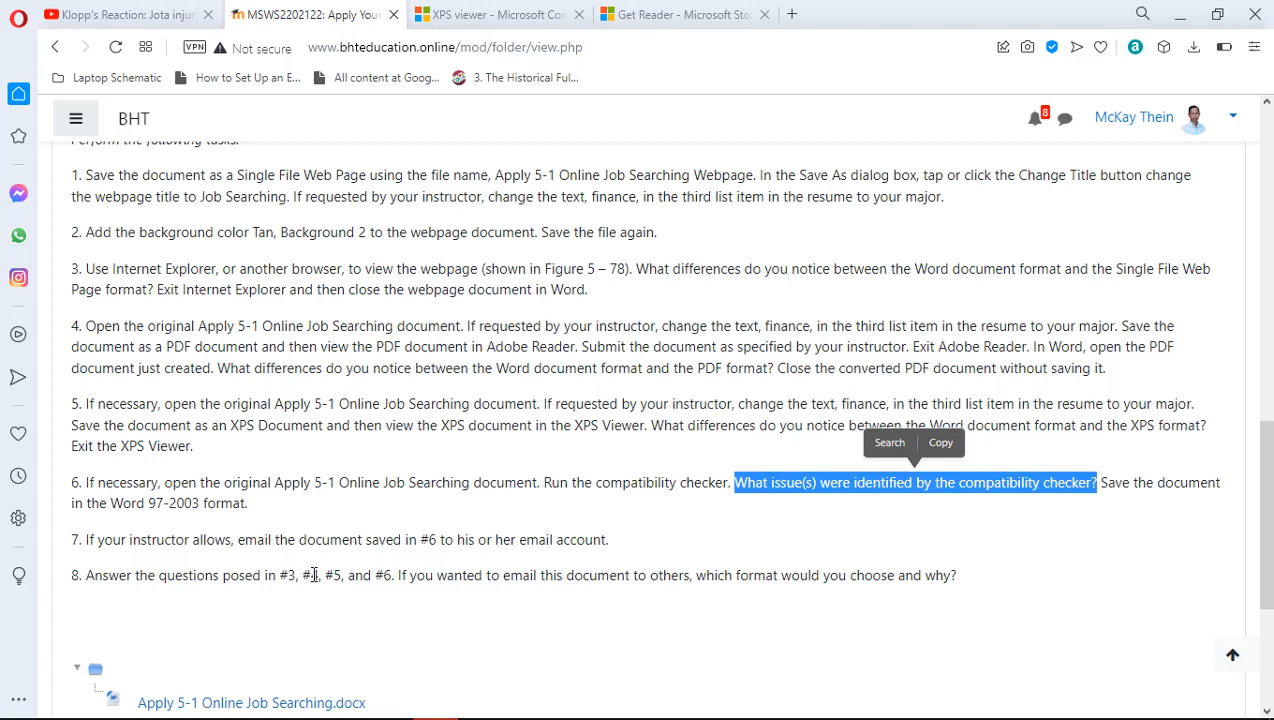 Klopp's Reaction: Jota injur
MSWS2202122: Apply Your
XPS viewer - Microsoft Com
Get Reader - Microsoft Sto
VPN Not secure www.bhteducation.online/mod/folder/view.php
Laptop Schematic How to Set Up an E... All content at Goog... 3. The Historical Ful...
BHT 8 McKay Thein
Perform the following tasks:
1. Save the document as a Single File Web Page using the file name, Apply 5-1 Online Job Searching Webpage. In the Save As dialog box, tap or click the Change Title button change
the webpage title to Job Searching. If requested by your instructor, change the text, finance, in the third list item in the resume to your major.
2. Add the background color Tan, Background 2 to the webpage document. Save the file again.
3. Use Internet Explorer, or another browser, to view the webpage (shown in Figure 5 – 78). What differences do you notice between the Word document format and the Single File Web
Page format? Exit Internet Explorer and then close the webpage document in Word.
4. Open the original Apply 5-1 Online Job Searching document. If requested by your instructor, change the text, finance, in the third list item in the resume to your major. Save the
document as a PDF document and then view the PDF document in Adobe Reader. Submit the document as specified by your instructor. Exit Adobe Reader. In Word, open the PDF
document just created. What differences do you notice between the Word document format and the PDF format? Close the converted PDF document without saving it.
5. If necessary, open the original Apply 5-1 Online Job Searching document. If requested by your instructor, change the text, finance, in the third list item in the resume to your major.
Save the document as an XPS Document and then view the XPS document in the XPS Viewer. What differences do you notice between the Word document format and the XPS format?
Exit the XPS Viewer.
Search Copy
6. If necessary, open the original Apply 5-1 Online Job Searching document. Run the compatibility checker. What issue(s) were identified by the compatibility checker? Save the document
in the Word 97-2003 format.
7. If your instructor allows, email the document saved in #6 to his or her email account.
8. Answer the questions posed in #3, #4, #5, and #6. If you wanted to email this document to others, which format would you choose and why?
Apply 5-1 Online Job Searching.docx